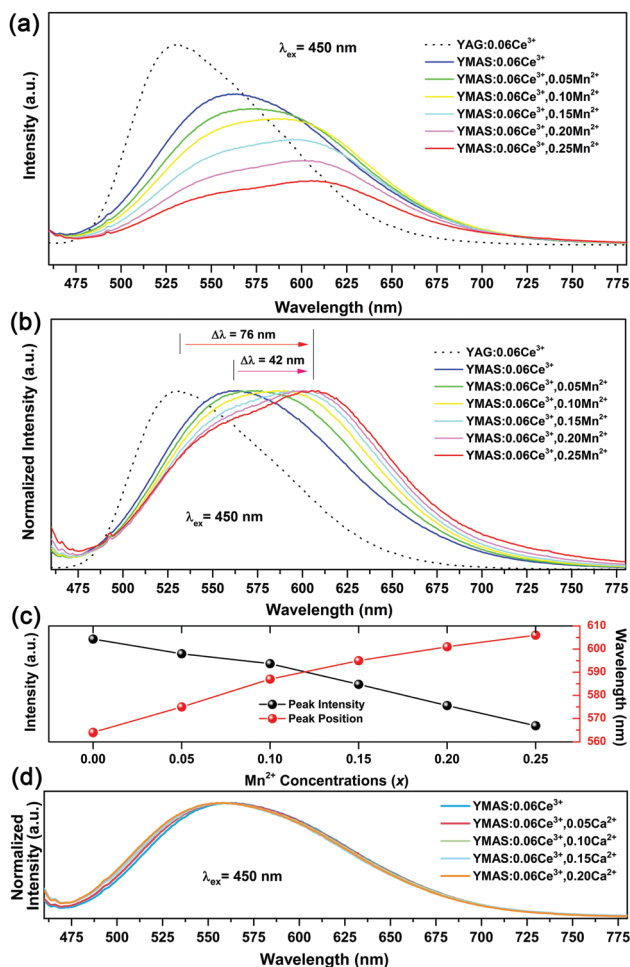 (a)
λex= 450 nm
YAG:0.06Ce³⁺
YMAS:0.06Ce³⁺
YMAS:0.06Ce³⁺,0.05Mn²⁺
YMAS:0.06Ce³⁺,0.10Mn²⁺
YMAS:0.06Ce³⁺,0.15Mn²⁺
YMAS:0.06Ce³⁺,0.20Mn²⁺
YMAS:0.06Ce³⁺,0.25Mn²⁺
Intensity (a.u.)
475 500 525 550 575 600 625 650 675 700 725 750 775
Wavelength (nm)
(b)
Δλ = 76 nm
Δλ = 42 nm
YAG:0.06Ce³⁺
YMAS:0.06Ce³⁺
YMAS:0.06Ce³⁺,0.05Mn²⁺
YMAS:0.06Ce³⁺,0.10Mn²⁺
YMAS:0.06Ce³⁺,0.15Mn²⁺
YMAS:0.06Ce³⁺,0.20Mn²⁺
YMAS:0.06Ce³⁺,0.25Mn²⁺
λex= 450 nm
Normalized Intensity (a.u.)
475 500 525 550 575 600 625 650 675 700 725 750 775
Wavelength (nm)
(c)
Intensity (a.u.)
Peak Intensity
Peak Position
610
600
590
580
570
560
Wavelength
(nm)
0.00 0.05 0.10 0.15 0.20 0.25
Mn²⁺ Concentrations (x)
(d)
Normalized
Intensity (a.u.)
λex= 450 nm
YMAS:0.06Ce³⁺
YMAS:0.06Ce³⁺,0.05Ca²⁺
YMAS:0.06Ce³⁺,0.10Ca²⁺
YMAS:0.06Ce³⁺,0.15Ca²⁺
YMAS:0.06Ce³⁺,0.20Ca²⁺
475 500 525 550 575 600 625 650 675 700 725 750 775
Wavelength (nm)